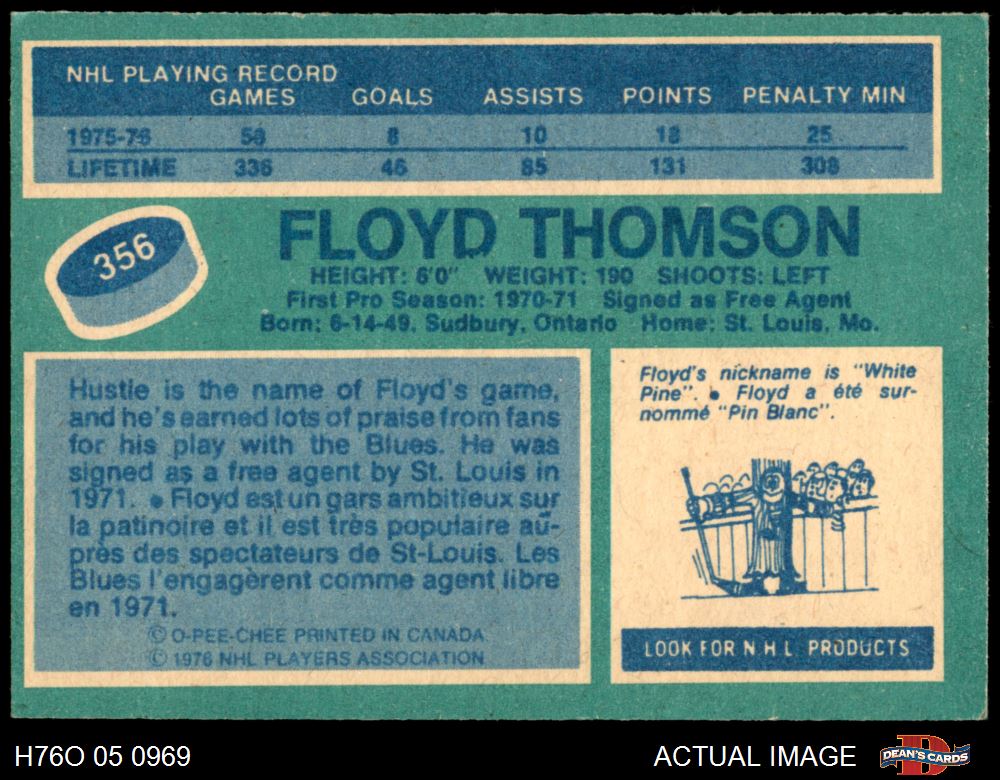 NHL PLAYING RECORD
GAMES GOALS ASSISTS POINTS PENALTY MIN
1975-76 58 8 10 18 25
LIFETIME 336 46 85 131 308
356
FLOYD THOMSON
HEIGHT: 6'0" WEIGHT: 190 SHOOTS: LEFT
First Pro Season: 1970-71 Signed as Free Agent
Born: 6-14-49, Sudbury, Ontario Home: St. Louis, Mo.
Hustle is the name of Floyd's game,
and he's earned lots of praise from fans
for his play with the Blues. He was
signed as a free agent by St. Louis in
1971. • Floyd est un gars ambitieux sur
la patinoire et il est très populaire au-
près des spectateurs de St-Louis. Les
Blues l'engagèrent comme agent libre
en 1971.
© O-PEE-CHEE PRINTED IN CANADA
© 1976 NHL PLAYERS ASSOCIATION
Floyd's nickname is "White
Pine". • Floyd a été sur-
nommé "Pin Blanc".
LOOK FOR N H L PRODUCTS
H76O 05 0969
ACTUAL IMAGE
D
DEAN'S CARDS